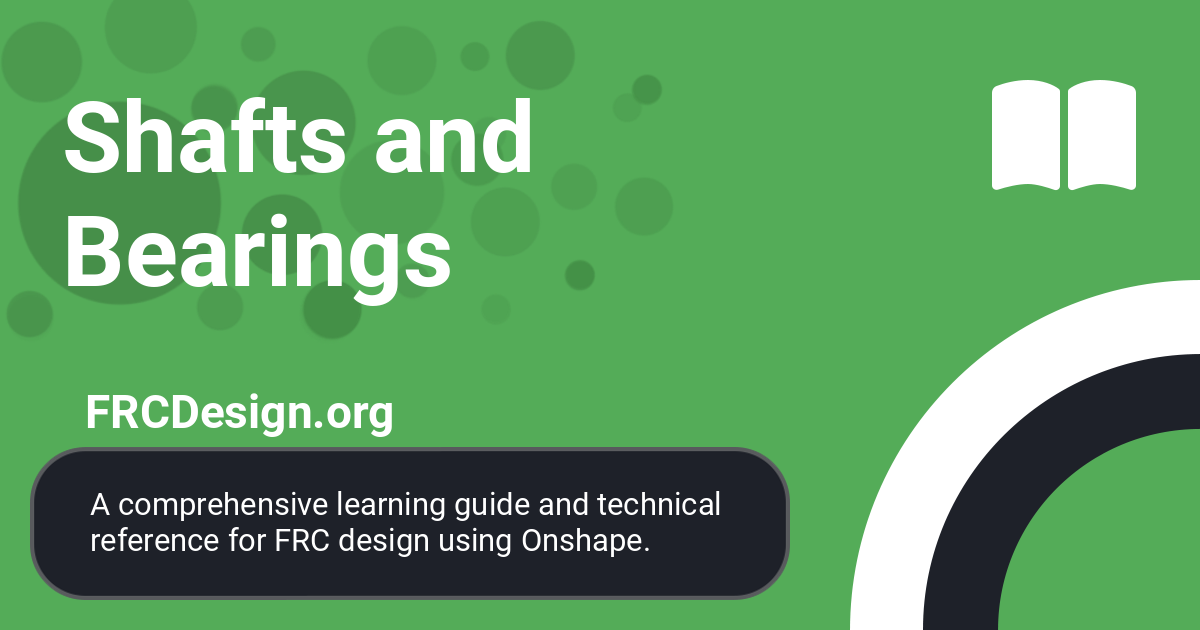 Shafts and
Bearings
FRCDesign.org
A comprehensive learning guide and technical
reference for FRC design using Onshape.